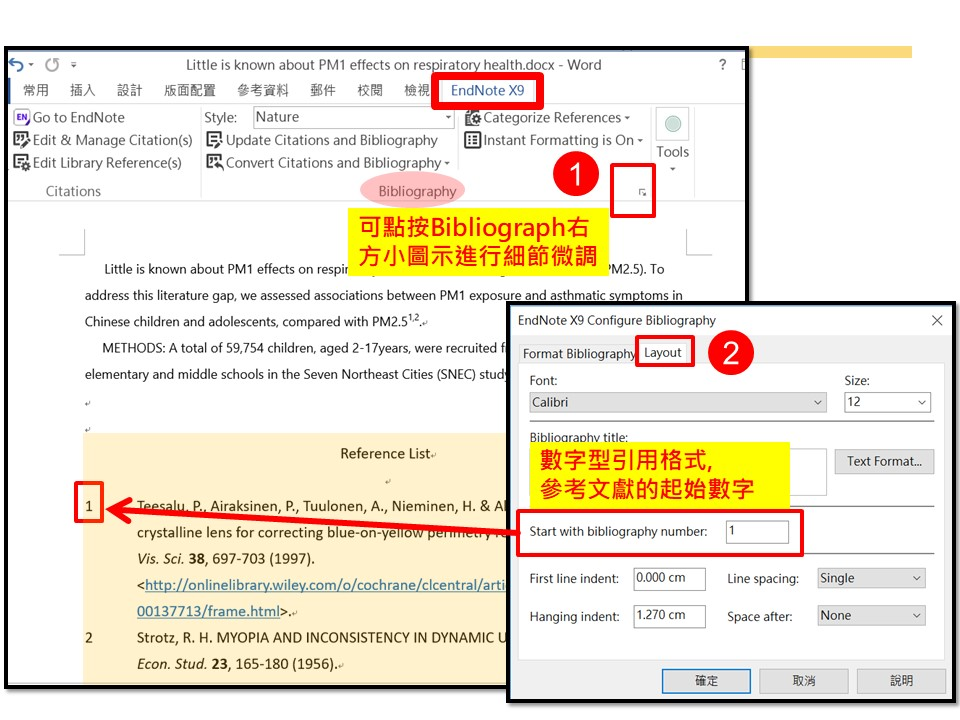 Little is known about PM1 effects on respiratory health.docx - Word
?
常用 插入 設計 版面配置 參考資料 郵件 校閱 檢視 EndNote X9
EN Go to EndNote
Style: Nature
Categorize References
Edit & Manage Citation(s)
Update Citations and Bibliography
Instant Formatting is On
Edit Library Reference(s)
Convert Citations and Bibliography
Tools
Citations
Bibliography
1
可點按Bibliograph右
方小圖示進行細節微調
Little is known about PM1 effects on respir PM2.5). To
address this literature gap, we assessed associations between PM1 exposure and asthmatic symptoms in
Chinese children and adolescents, compared with PM2.5¹,².
METHODS: A total of 59,754 children, aged 2-17years, were recruited f
elementary and middle schools in the Seven Northeast Cities (SNEC) study
Reference List
1 Teesalu, P., Airaksinen, P., Tuulonen, A., Nieminen, H. & Al
crystalline lens for correcting blue-on-yellow perimetry
Vis. Sci. 38, 697-703 (1997).
<http://onlinelibrary.wiley.com/o/cochrane/clcentral/arti
00137713/frame.html>.
2 Strotz, R. H. MYOPIA AND INCONSISTENCY IN DYNAMIC U
Econ. Stud. 23, 165-180 (1956).
EndNote X9 Configure Bibliography
Format Bibliography Layout
2
Font: Size:
Calibri 12
Bibliography title:
Text Format...
數字型引用格式,
參考文獻的起始數字
Start with bibliography number: 1
First line indent: 0.000 cm Line spacing: Single
Hanging indent: 1.270 cm Space after: None
確定 取消 說明